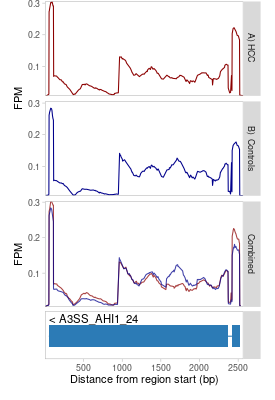 0.3
0.2
0.1
A) HCC
0.3
0.2
0.1
B) Controls
FPM
0.3
0.2
0.1
Combined
FPM
< A3SS_AHI1_24
500 1000 1500 2000 2500
Distance from region start (bp)